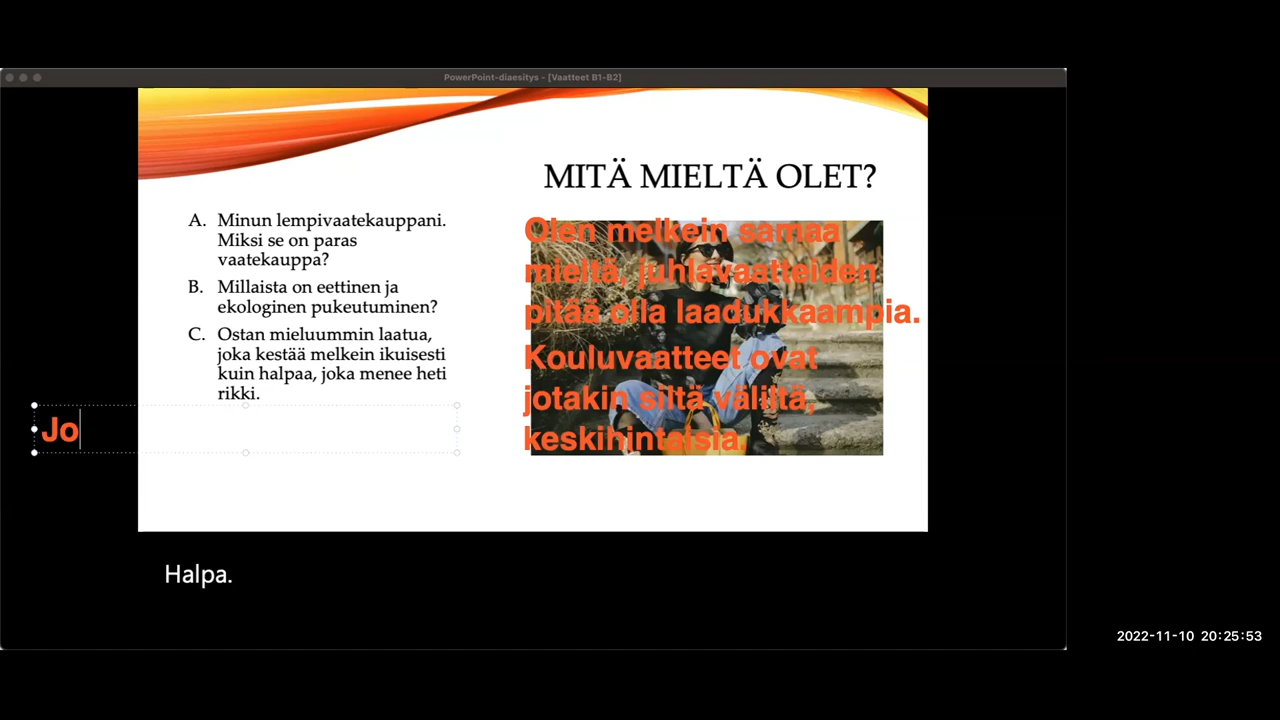 PowerPoint-diaesitys - [Vaatteet B1-B2]
MITÄ MIELTÄ OLET?
A. Minun lempivaatekauppani.
Miksi se on paras
vaatekauppa?
B. Millaista on eettinen ja
ekologinen pukeutuminen?
C. Ostan mieluummin laatua,
joka kestää melkein ikuisesti
kuin halpaa, joka menee heti
rikki.
Jo
Olen melkein samaa
mieltä, juhlavaatteiden
pitää olla laadukkaampia.
Kouluvaatteet ovat
jotakin siltä väliltä,
keskihintaisia.
Halpa.
2022-11-10 20:25:53